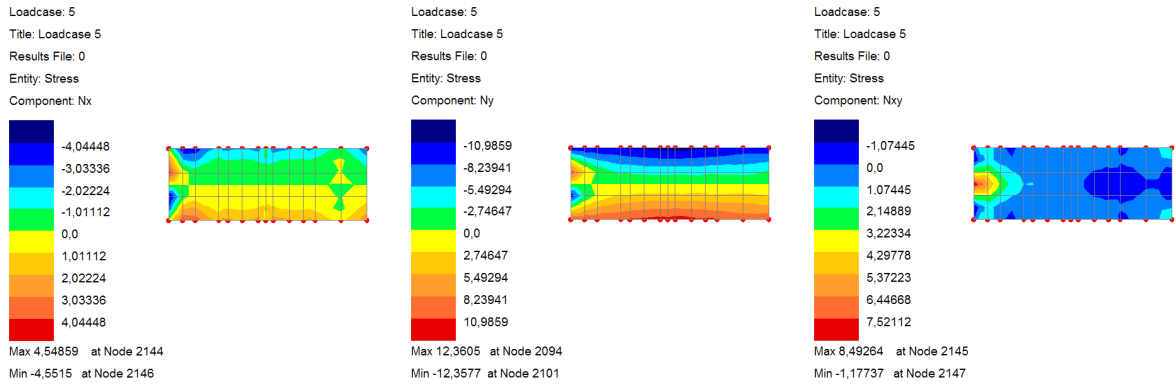 Loadcase: 5
Title: Loadcase 5
Results File: 0
Entity: Stress
Component: Nx
-4,04448
-3,03336
-2,02224
-1,01112
0,0
1,01112
2,02224
3,03336
4,04448
Max 4,54859 at Node 2144
Min -4,5515 at Node 2146
Loadcase: 5
Title: Loadcase 5
Results File: 0
Entity: Stress
Component: Ny
-10,9859
-8,23941
-5,49294
-2,74647
0,0
2,74647
5,49294
8,23941
10,9859
Max 12,3605 at Node 2094
Min -12,3577 at Node 2101
Loadcase: 5
Title: Loadcase 5
Results File: 0
Entity: Stress
Component: Nxy
-1,07445
0,0
1,07445
2,14889
3,22334
4,29778
5,37223
6,44668
7,52112
Max 8,49264 at Node 2145
Min -1,17737 at Node 2147